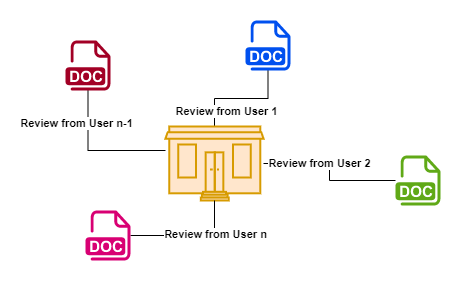 DOC
DOC
Review from User 1
Review from User n-1
Review from User 2
DOC
Review from User n
DOC